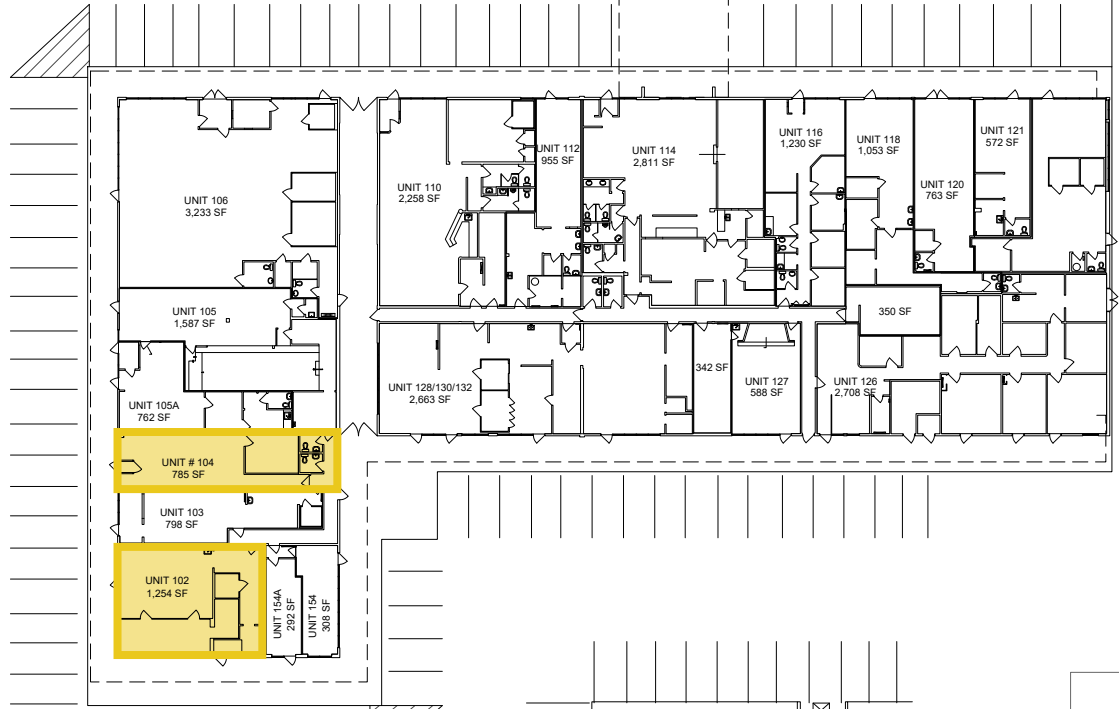 UNIT 106
3,233 SF
UNIT 105
1,587 SF
UNIT 105A
762 SF
UNIT # 104
785 SF
UNIT 103
798 SF
UNIT 102
1,254 SF
UNIT 154A
292 SF
UNIT 154
308 SF
UNIT 110
2,258 SF
UNIT 112
955 SF
UNIT 114
2,811 SF
UNIT 116
1,230 SF
UNIT 118
1,053 SF
UNIT 120
763 SF
UNIT 121
572 SF
350 SF
UNIT 128/130/132
2,663 SF
342 SF
UNIT 127
588 SF
UNIT 126
2,708 SF